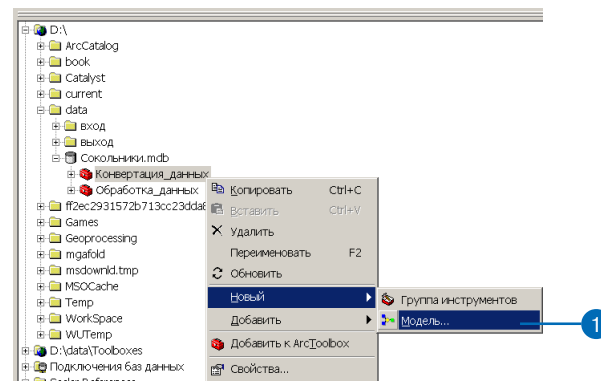 D:\
ArcCatalog
book
Catalyst
current
data
вход
выход
Сокольники.mdb
Конвертация_данных
Обработка_данных
ff2ec2931572b713cc23dda6
Games
Geoprocessing
mgafold
msdownld.tmp
MSOCache
Temp
WorkSpace
WUTemp
D:\data\Toolboxes
Подключения баз данных
Копировать Ctrl+C
Вставить Ctrl+V
Удалить
Переименовать F2
Обновить
Новый
Добавить
Добавить к ArcToolbox
Свойства...
Группа инструментов
Модель...
1